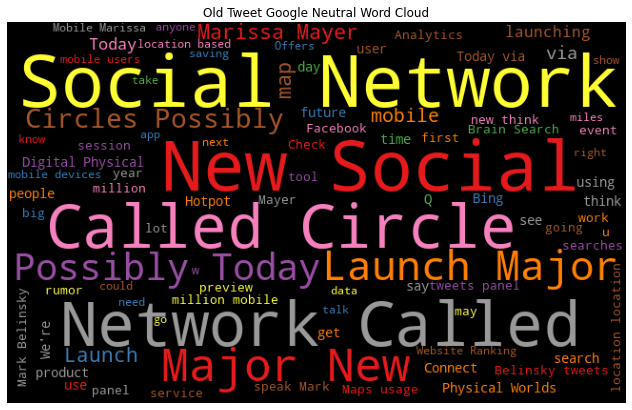 Old Tweet Google Neutral Word Cloud
Mobile Marissa
anyone
Marissa Mayer
Analytics
launching
Today
location based
Offers
user
Today via
via
mobile users
saving
map
day
show
Social Network
take
Circles Possibly
future
mobile
new think
miles
Facebook
Brain Search
event
know
session
app
next
Check
time
first
right
New Social
Digital Physical
mobile devices
year
million
tool
people
Hotpot
Mayer
Q
Bing
using
think
big
Called Circle
lot
see
going
work
u
searches
Possibly Today
w
Launch Major
rumor
could
preview
data
say
tweets panel
million mobile
need
go
talk
may
Network Called
get
Mark Belinsky
We're
Launch
Major New
Website Ranking
search
location location
product
Connect
Belinsky tweets
use
panel
service
speak Mark
Maps usage
Physical Worlds